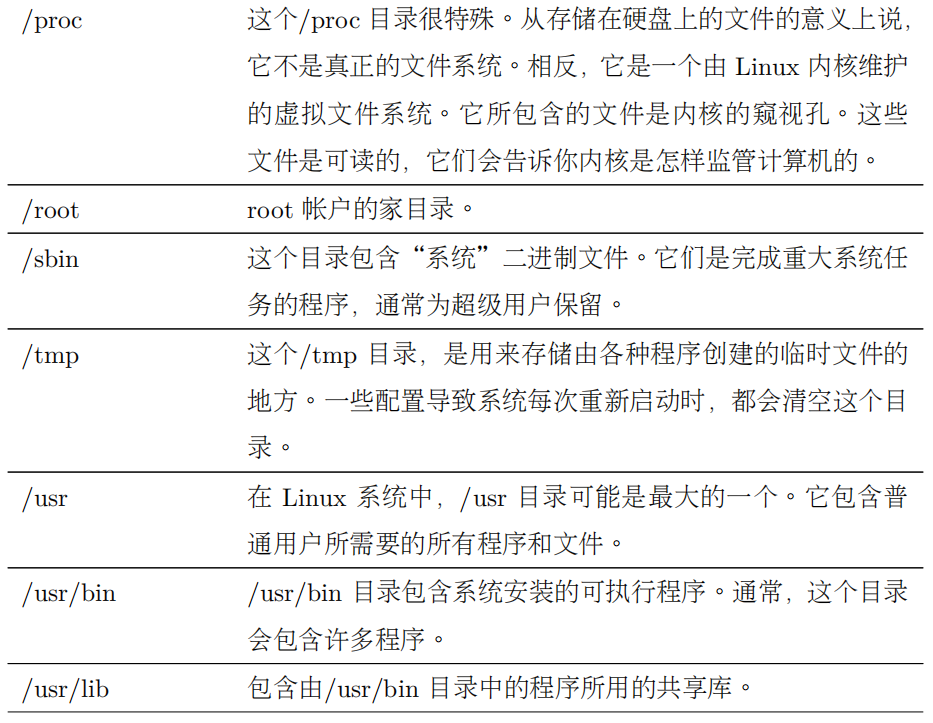 /proc 这个/proc 目录很特殊。从存储在硬盘上的文件的意义上说，
它不是真正的文件系统。相反，它是一个由 Linux 内核维护
的虚拟文件系统。它所包含的文件是内核的窥视孔。这些
文件是可读的，它们会告诉你内核是怎样监管计算机的。
/root root 帐户的家目录。
/sbin 这个目录包含“系统”二进制文件。它们是完成重大系统任
务的程序，通常为超级用户保留。
/tmp 这个/tmp 目录，是用来存储由各种程序创建的临时文件的
地方。一些配置导致系统每次重新启动时，都会清空这个目
录。
/usr 在 Linux 系统中，/usr 目录可能是最大的一个。它包含普
通用户所需要的所有程序和文件。
/usr/bin /usr/bin 目录包含系统安装的可执行程序。通常，这个目录
会包含许多程序。
/usr/lib 包含由/usr/bin 目录中的程序所用的共享库。